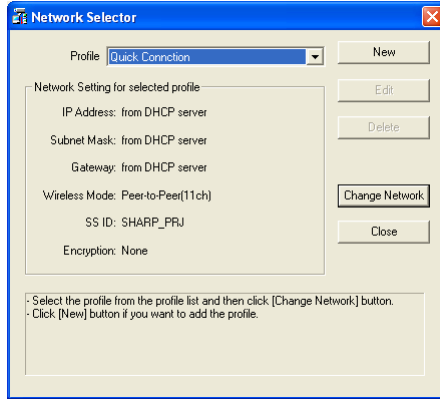 Network Selector
Profile Quick Connction New
Network Setting for selected profile Edit
IP Address: from DHCP server
Subnet Mask: from DHCP server Delete
Gateway: from DHCP server
Wireless Mode: Peer-to-Peer(11ch) Change Network
SS ID: SHARP_PRJ Close
Encryption: None
- Select the profile from the profile list and then click [Change Network] button.
- Click [New] button if you want to add the profile.